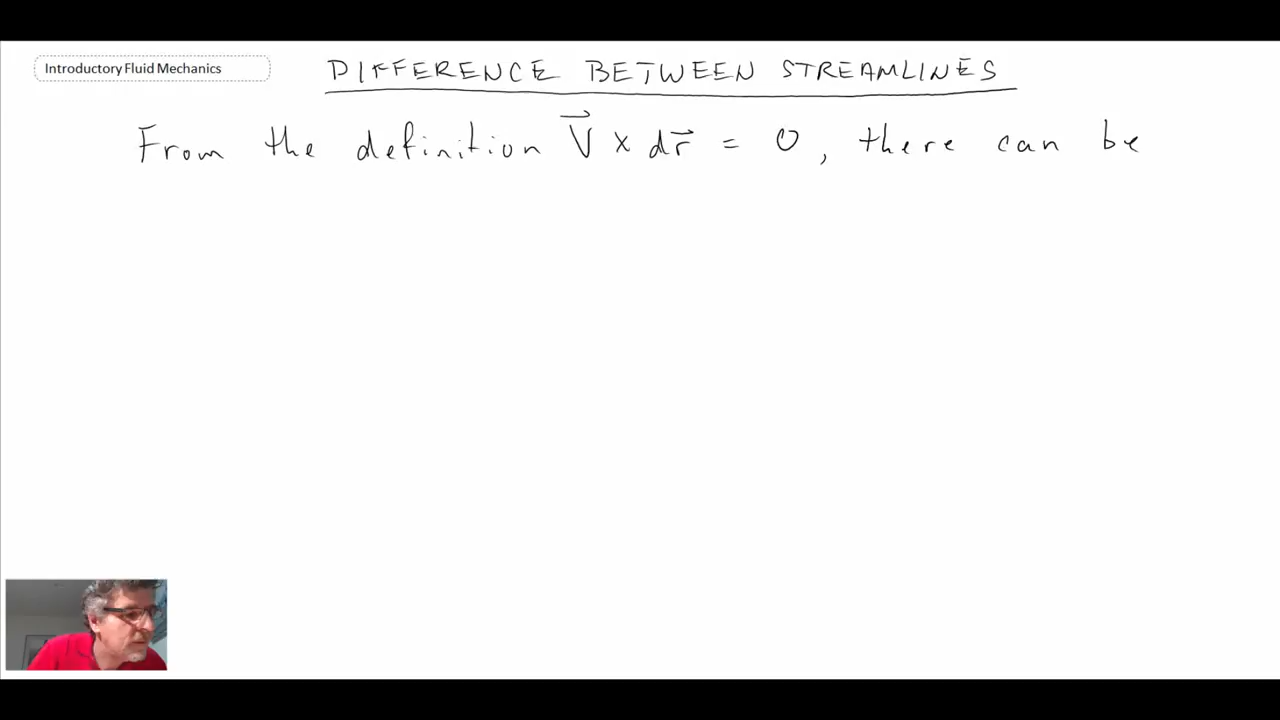 Introductory Fluid Mechanics
DIFFERENCE BETWEEN STREAMLINES
From the definition V⃗ × dr⃗ = 0, there can be